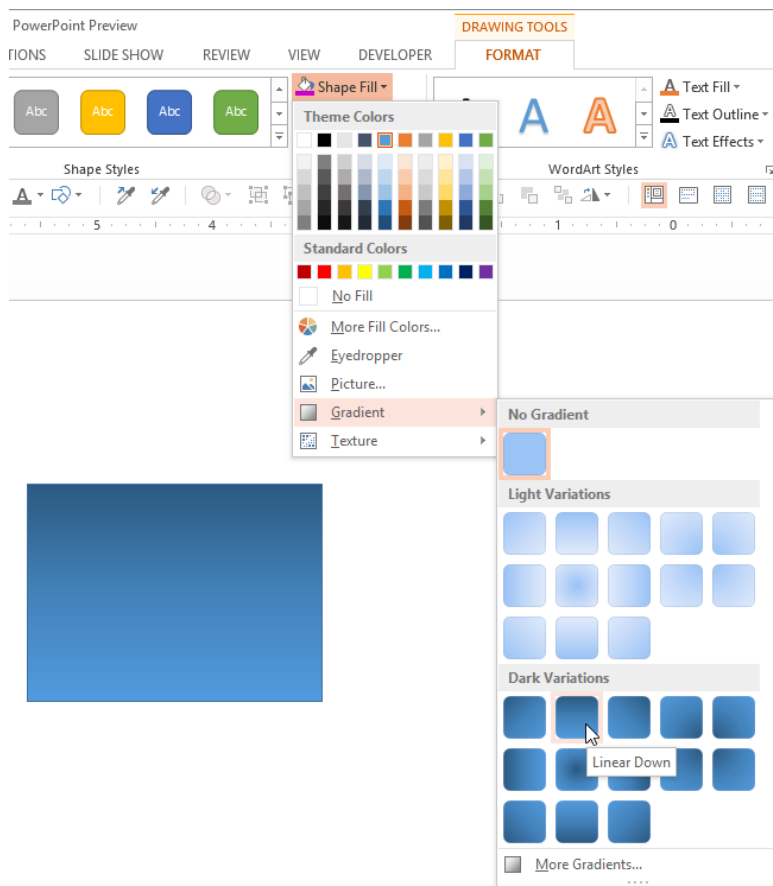 PowerPoint Preview
DRAWING TOOLS
TIONS SLIDE SHOW REVIEW VIEW DEVELOPER FORMAT
Abc Abc Abc Abc
Shape Fill
A A
Text Fill
Text Outline
Text Effects
Theme Colors
Shape Styles
WordArt Styles
5 4 1 0
Standard Colors
No Fill
More Fill Colors...
Eyedropper
Picture...
Gradient
Texture
No Gradient
Light Variations
Dark Variations
Linear Down
More Gradients...